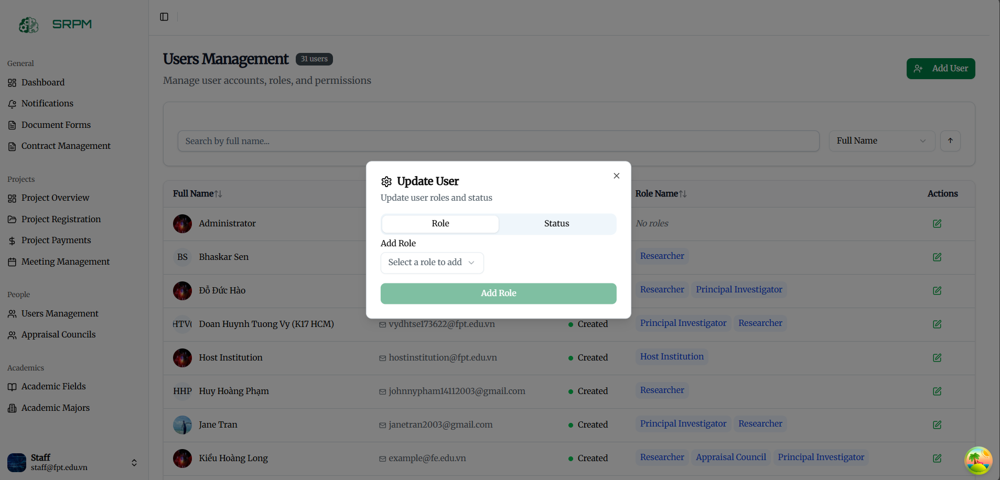 SRPM
General
Dashboard
Notifications
Document Forms
Contract Management
Projects
Project Overview
Project Registration
Project Payments
Meeting Management
People
Users Management
Appraisal Councils
Academics
Academic Fields
Academic Majors
Staff
staff@fpt.edu.vn
Users Management 31 users
Manage user accounts, roles, and permissions
Add User
Search by full name...
Full Name
Full Name Role Name Actions
Administrator No roles
BS Bhaskar Sen Researcher
Đỗ Đức Hào Researcher Principal Investigator
Doan Huynh Tuong Vy (K17 HCM) vydhtse173622@fpt.edu.vn Created Principal Investigator Researcher
Host Institution hostinstitution@fpt.edu.vn Created Host Institution
HHP Huy Hoàng Phạm johnnypham14112003@gmail.com Created Researcher
Jane Tran janetran2003@gmail.com Created Principal Investigator Researcher
Kiều Hoàng Long example@fe.edu.vn Created Researcher Appraisal Council Principal Investigator
Update User
Update user roles and status
Role Status
Add Role
Select a role to add
Add Role